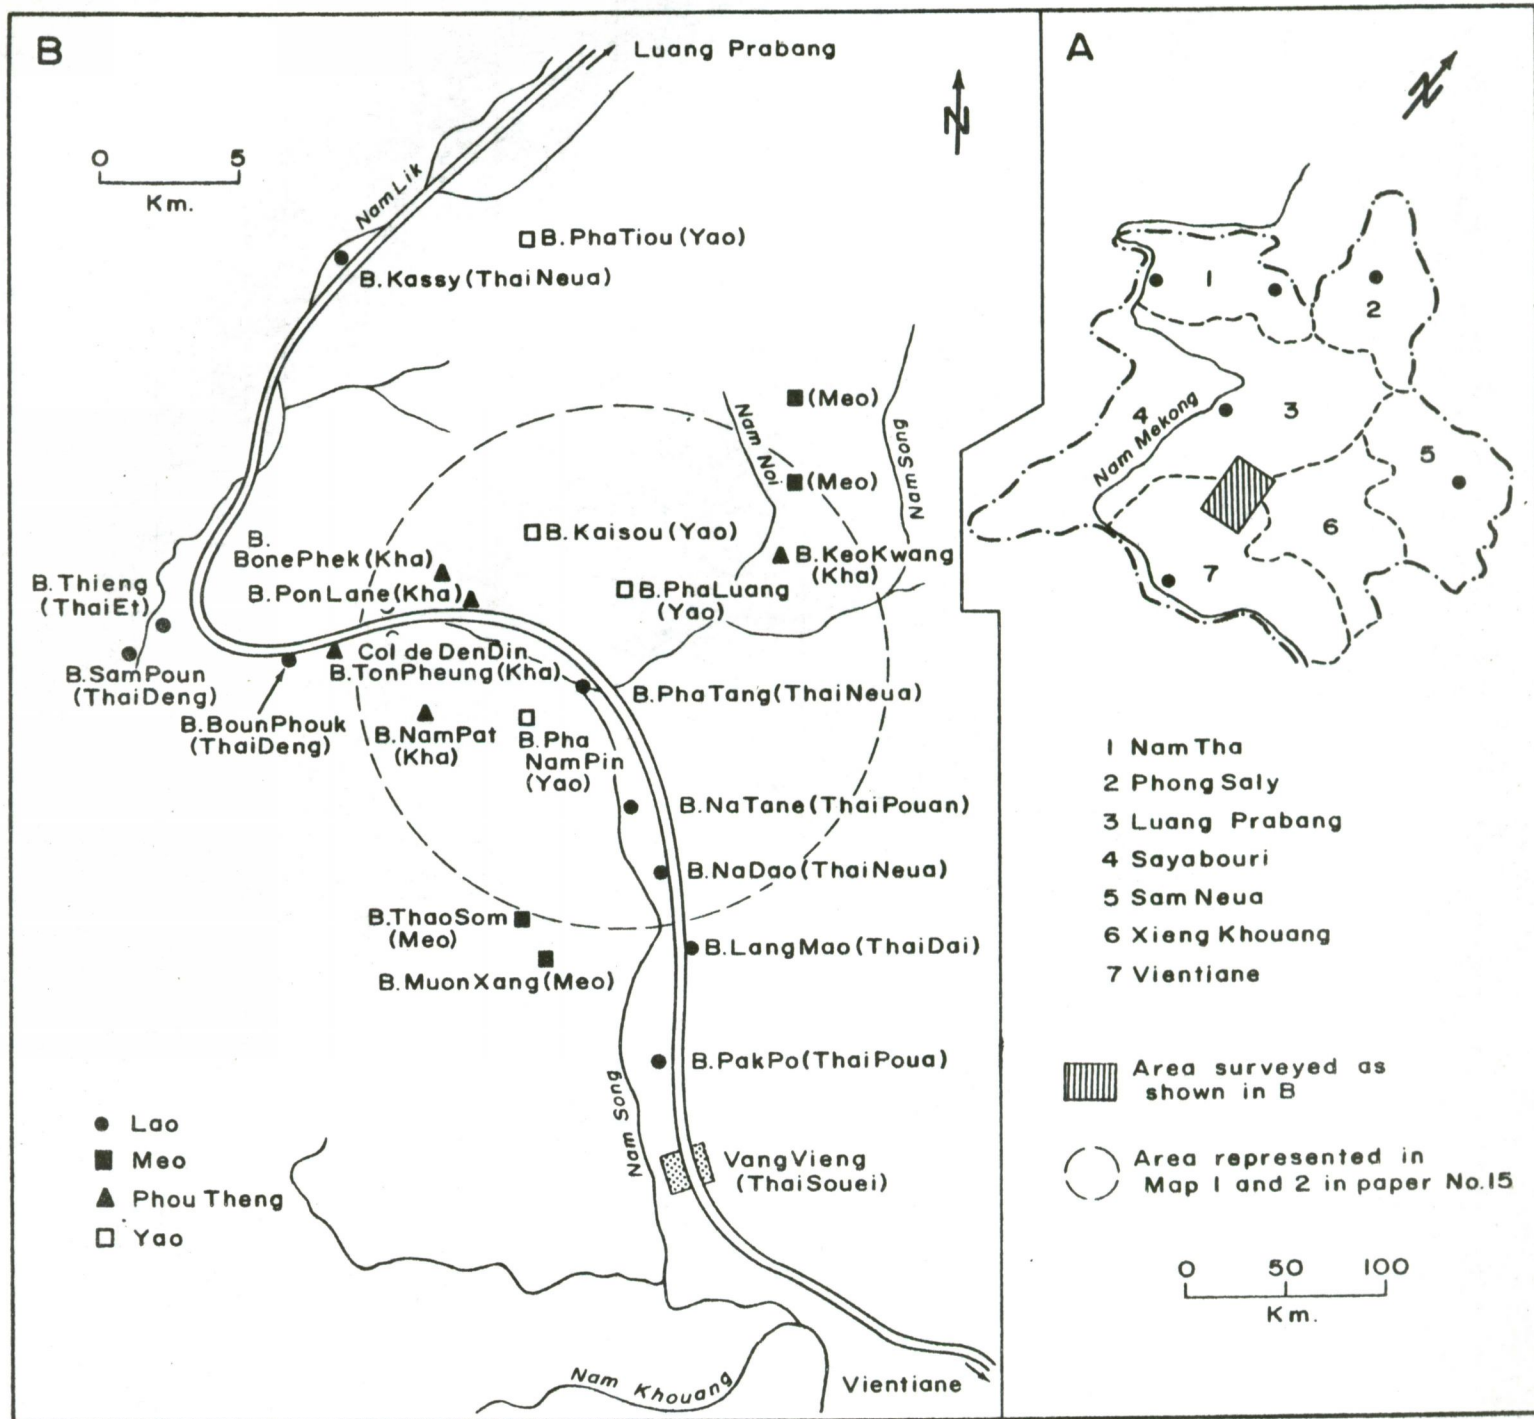 B
Luang Prabang
N
0 5
Km.
Nam Lik
B. Pha Tiou (Yao)
B. Kassy (Thai Neua)
(Meo)
Nam Noi
Nam Song
(Meo)
B. Kaisou (Yao)
B.
Bone Phek (Kha)
B. Keo Kwang
(Kha)
B. Thieng
(Thai Et)
B. Pon Lane (Kha)
B. Pha Luang
(Yao)
Col de Den Din
B. Ton Pheung (Kha)
B. Sam Poun
(Thai Deng)
B. Pha Tang (Thai Neua)
B. Boun Phouk
(Thai Deng)
B. Nam Pat
(Kha)
B. Pha
Nam Pin
(Yao)
B. Na Tane (Thai Pouan)
B. Na Dao (Thai Neua)
B. Thao Som
(Meo)
B. Lang Mao (Thai Dai)
B. Muon Xang (Meo)
B. Pak Po (Thai Poua)
Nam Song
Vang Vieng
(Thai Souei)
Lao
Meo
Phou Theng
Yao
Nam Khouang
Vientiane
A
N
1
2
3
4
Nam Mekong
5
6
7
1 Nam Tha
2 Phong Saly
3 Luang Prabang
4 Sayabouri
5 Sam Neua
6 Xieng Khouang
7 Vientiane
Area surveyed as
shown in B
Area represented in
Map 1 and 2 in paper No. 15
0 50 100
Km.